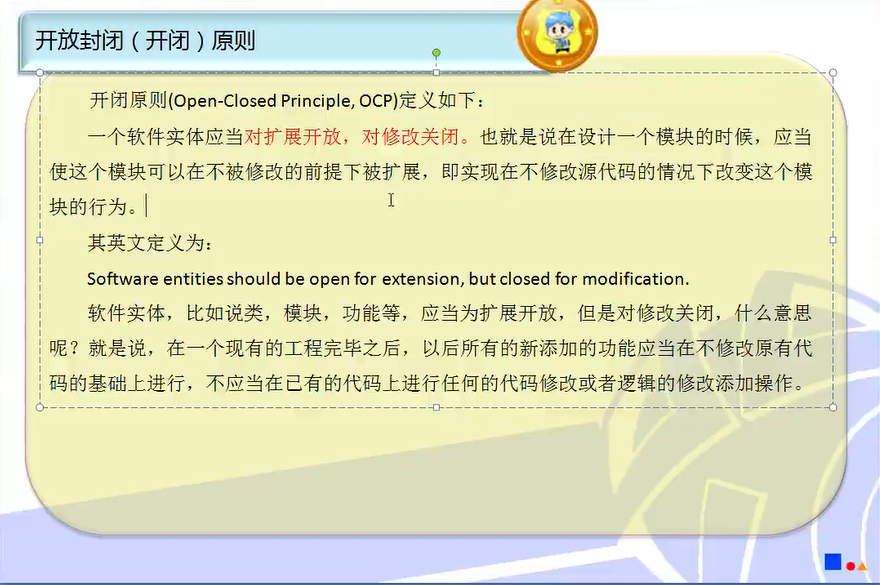 开放封闭（开闭）原则
开闭原则(Open-Closed Principle, OCP)定义如下：
一个软件实体应当对扩展开放，对修改关闭。也就是说在设计一个模块的时候，应当
使这个模块可以在不被修改的前提下被扩展，即实现在不修改源代码的情况下改变这个模
块的行为。
其英文定义为：
Software entities should be open for extension, but closed for modification.
软件实体，比如说类，模块，功能等，应当为扩展开放，但是对修改关闭，什么意思
呢？就是说，在一个现有的工程完毕之后，以后所有的新添加的功能应当在不修改原有代
码的基础上进行，不应当在已有的代码上进行任何的代码修改或者逻辑的修改添加操作。